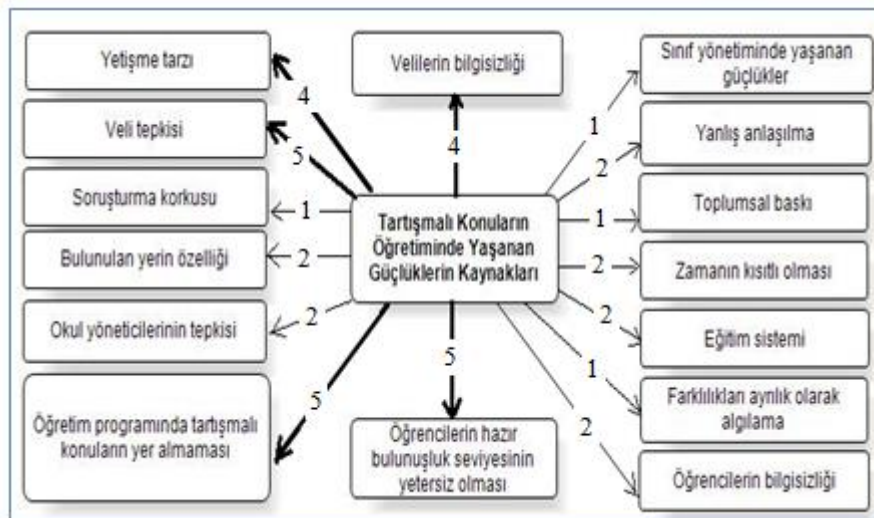 Yetişme tarzı
Veli tepkisi
Soruşturma korkusu
Bulunulan yerin özelliği
Okul yöneticilerinin tepkisi
Öğretim programında tartışmalı
konuların yer almaması
4
5
1
2
2
5
Velilerin bilgisizliği
4
Tartışmalı Konuların
Öğretiminde Yaşanan
Güçlüklerin Kaynakları
5
Öğrencilerin hazır
bulunuşluk seviyesinin
yetersiz olması
1
2
1
2
2
1
2
Sınıf yönetiminde yaşanan
güçlükler
Yanlış anlaşılma
Toplumsal baskı
Zamanın kısıtlı olması
Eğitim sistemi
Farklılıkları ayrılık olarak
algılama
Öğrencilerin bilgisizliği